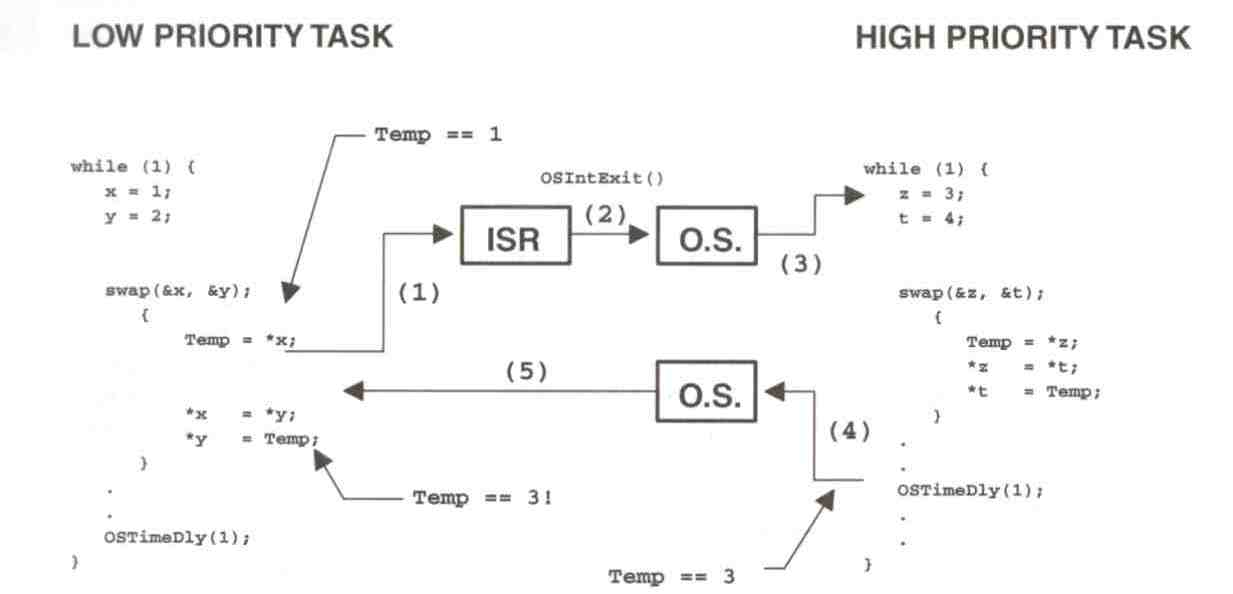 LOW PRIORITY TASK
HIGH PRIORITY TASK
Temp == 1
while (1) {
x = 1;
y = 2;
swap(&x, &y);
{
Temp = *x;
*x = *y;
*y = Temp;
}
.
.
OSTimeDly(1);
}
OSIntExit()
(1)
ISR
(2)
O.S.
(3)
while (1) {
z = 3;
t = 4;
swap(&z, &t);
{
Temp = *z;
*z = *t;
*t = Temp;
}
.
.
OSTimeDly(1);
.
.
}
(5)
O.S.
(4)
Temp == 3!
Temp == 3